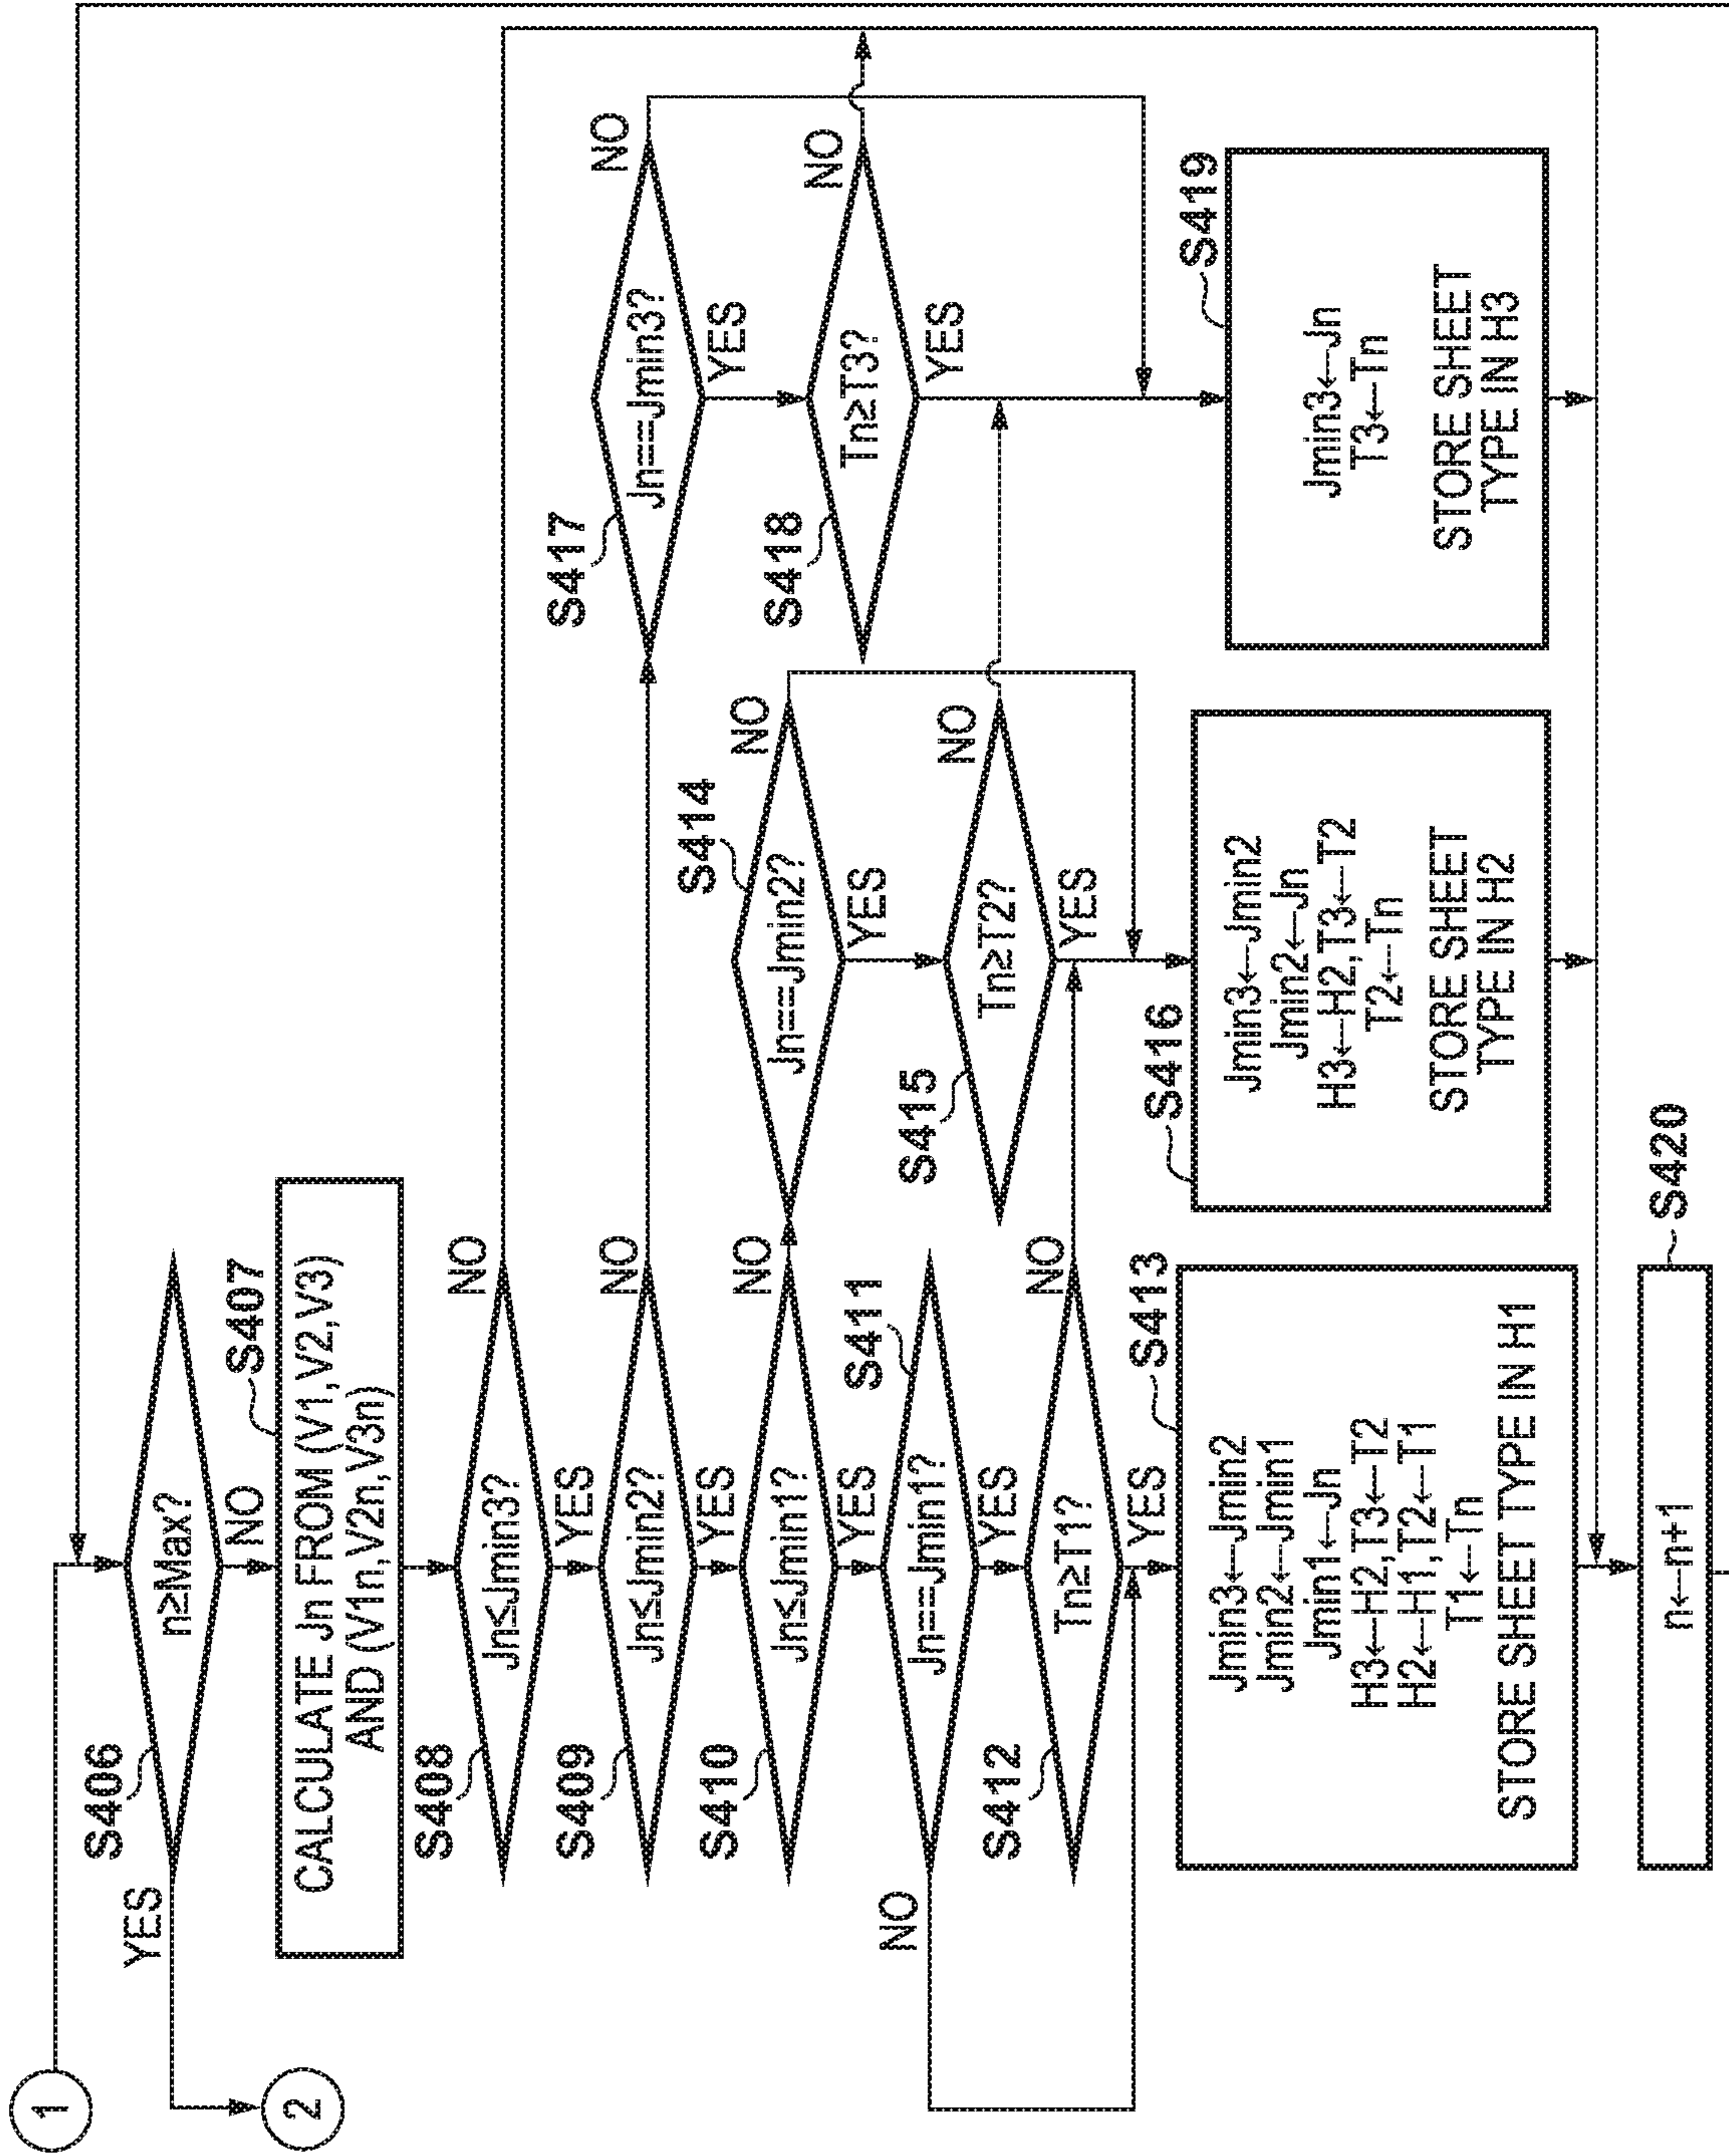 1
S406
n≥Max?
YES
NO
2
S407
CALCULATE Jn FROM (V1,V2,V3)
AND (V1n,V2n,V3n)
S408
Jn≤Jmin3?
NO
YES
S409
Jn≤Jmin2?
NO
YES
S410
Jn≤Jmin1?
NO
YES
S411
Jn==Jmin1?
NO
YES
S412
Tn≥T1?
NO
YES
S413
Jmin3←Jmin2
Jmin2←Jmin1
Jmin1←Jn
H3←H2,T3←T2
H2←H1,T2←T1
T1←Tn
STORE SHEET TYPE IN H1
S414
Jn==Jmin2?
NO
YES
S415
Tn≥T2?
NO
YES
S416
Jmin3←Jmin2
Jmin2←Jn
H3←H2,T3←T2
T2←Tn
STORE SHEET
TYPE IN H2
S417
Jn==Jmin3?
NO
YES
S418
Tn≥T3?
NO
YES
S419
Jmin3←Jn
T3←Tn
STORE SHEET
TYPE IN H3
S420
n←n+1